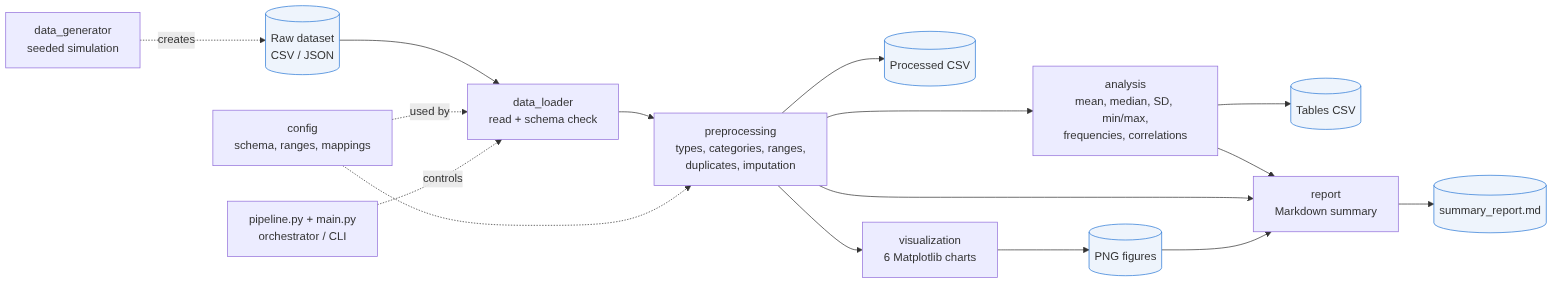 data_generator
seeded simulation
creates
Raw dataset
CSV / JSON
config
schema, ranges, mappings
used by
pipeline.py + main.py
orchestrator / CLI
controls
data_loader
read + schema check
preprocessing
types, categories, ranges,
duplicates, imputation
Processed CSV
analysis
mean, median, SD,
min/max,
frequencies, correlations
Tables CSV
visualization
6 Matplotlib charts
PNG figures
report
Markdown summary
summary_report.md